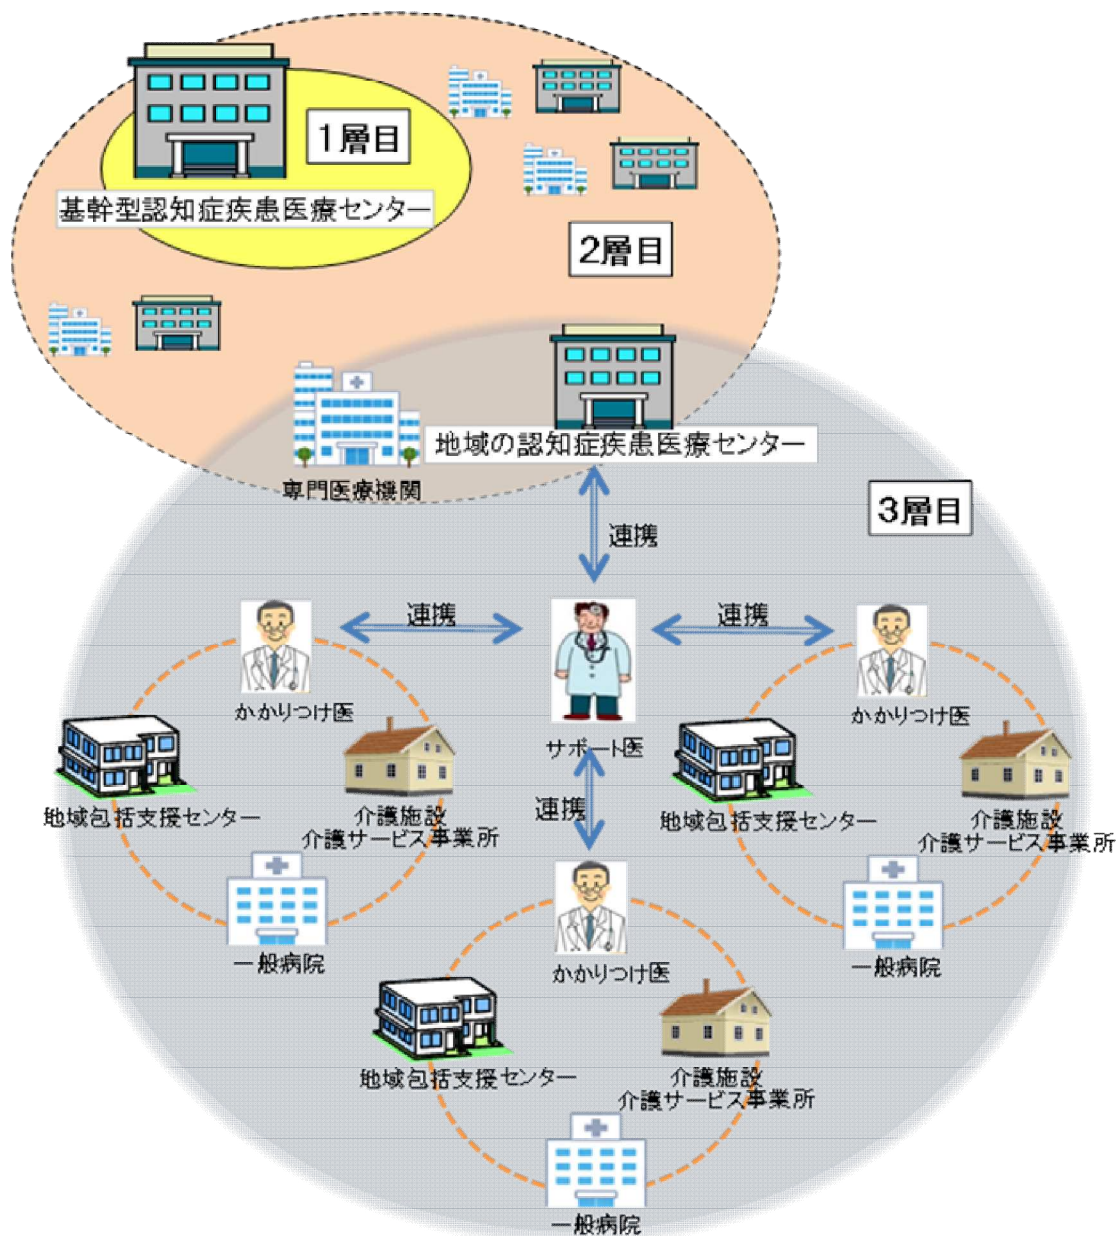 1層目
基幹型認知症疾患医療センター
2層目
地域の認知症疾患医療センター
専門医療機関
3層目
連携
連携
連携
かかりつけ医
サポート医
かかりつけ医
地域包括支援センター
介護施設
介護サービス事業所
連携
地域包括支援センター
介護施設
介護サービス事業所
一般病院
かかりつけ医
一般病院
地域包括支援センター
介護施設
介護サービス事業所
一般病院